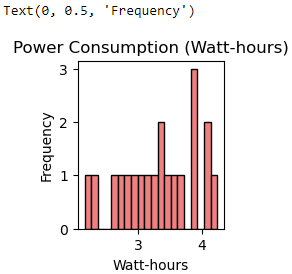 Text(0, 0.5, 'Frequency')
Power Consumption (Watt-hours)
3
2
1
0
Frequency
3 4
Watt-hours